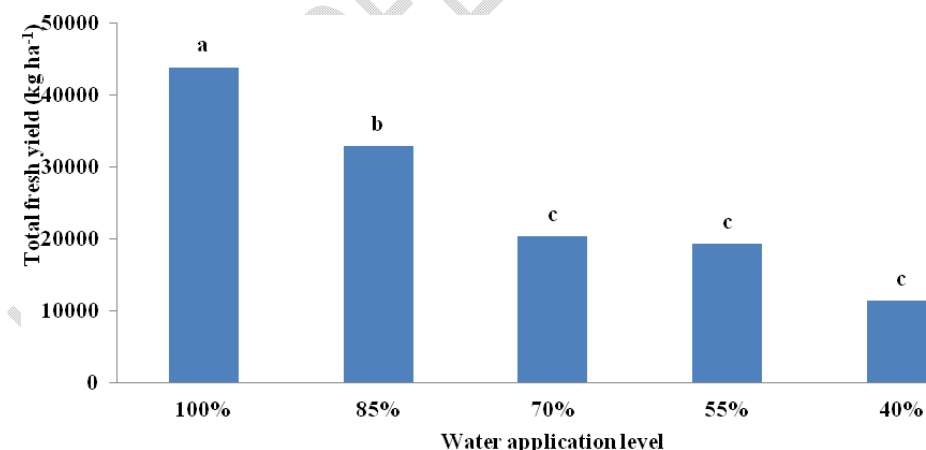 Total fresh yield (kg ha⁻¹)
50000
40000
30000
20000
10000
0
a
b
c
c
c
100%
85%
70%
55%
40%
Water application level